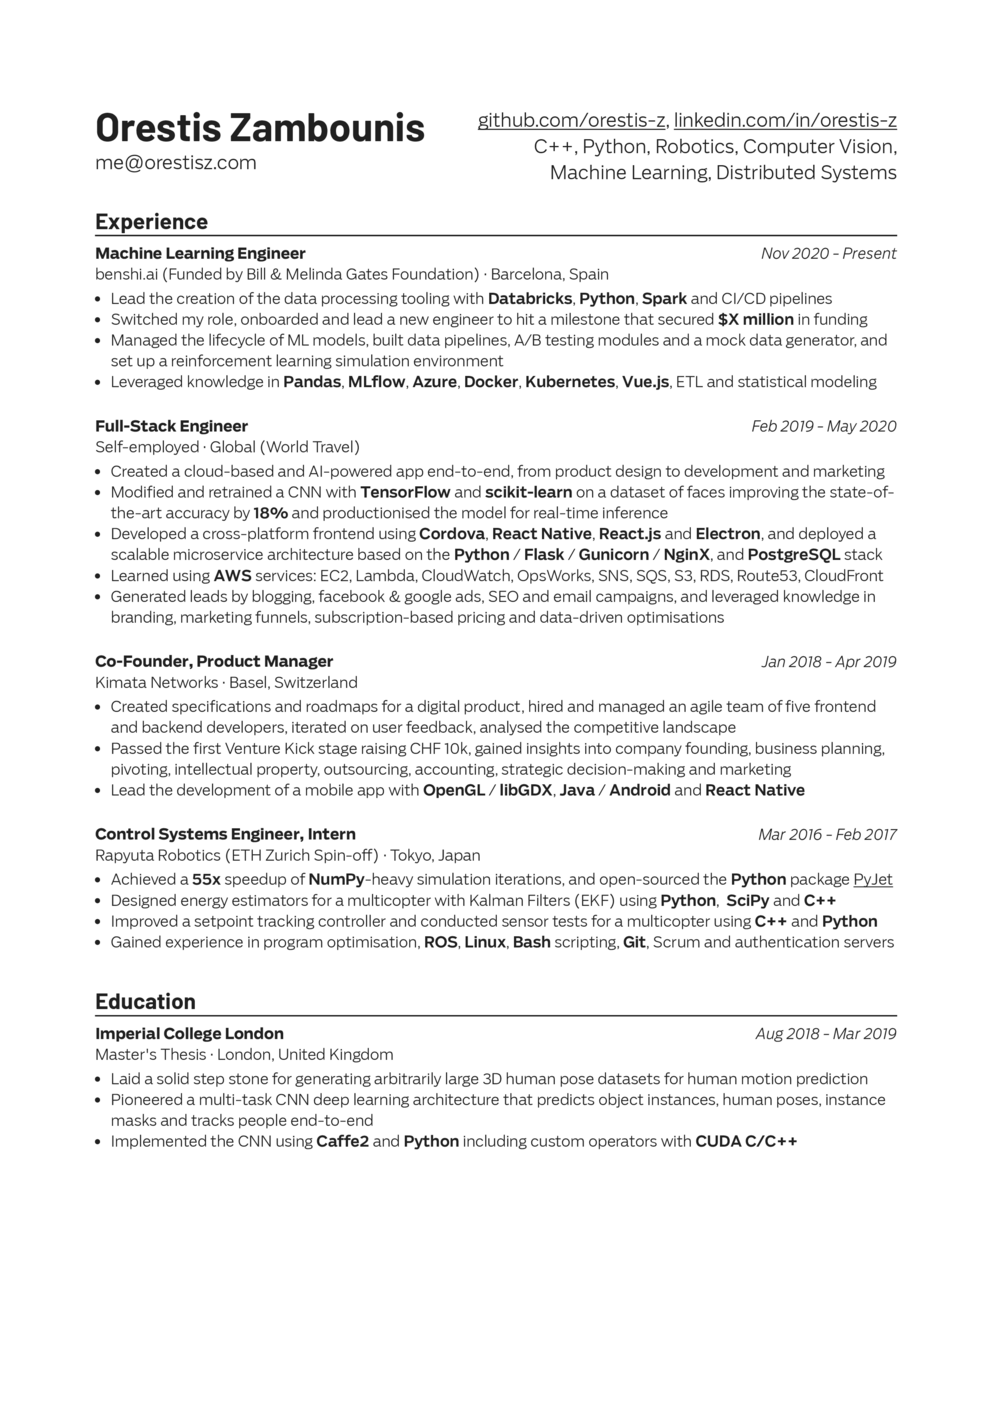 Orestis Zambounis
me@orestisz.com
github.com/orestis-z, linkedin.com/in/orestis-z
C++, Python, Robotics, Computer Vision,
Machine Learning, Distributed Systems
Experience
Machine Learning Engineer Nov 2020 - Present
benshi.ai (Funded by Bill & Melinda Gates Foundation) · Barcelona, Spain
• Lead the creation of the data processing tooling with Databricks, Python, Spark and CI/CD pipelines
• Switched my role, onboarded and lead a new engineer to hit a milestone that secured $X million in funding
• Managed the lifecycle of ML models, built data pipelines, A/B testing modules and a mock data generator, and
set up a reinforcement learning simulation environment
• Leveraged knowledge in Pandas, MLflow, Azure, Docker, Kubernetes, Vue.js, ETL and statistical modeling
Full-Stack Engineer Feb 2019 - May 2020
Self-employed · Global (World Travel)
• Created a cloud-based and AI-powered app end-to-end, from product design to development and marketing
• Modified and retrained a CNN with TensorFlow and scikit-learn on a dataset of faces improving the state-of-
the-art accuracy by 18% and productionised the model for real-time inference
• Developed a cross-platform frontend using Cordova, React Native, React.js and Electron, and deployed a
scalable microservice architecture based on the Python / Flask / Gunicorn / NginX, and PostgreSQL stack
• Learned using AWS services: EC2, Lambda, CloudWatch, OpsWorks, SNS, SQS, S3, RDS, Route53, CloudFront
• Generated leads by blogging, facebook & google ads, SEO and email campaigns, and leveraged knowledge in
branding, marketing funnels, subscription-based pricing and data-driven optimisations
Co-Founder, Product Manager Jan 2018 - Apr 2019
Kimata Networks · Basel, Switzerland
• Created specifications and roadmaps for a digital product, hired and managed an agile team of five frontend
and backend developers, iterated on user feedback, analysed the competitive landscape
• Passed the first Venture Kick stage raising CHF 10k, gained insights into company founding, business planning,
pivoting, intellectual property, outsourcing, accounting, strategic decision-making and marketing
• Lead the development of a mobile app with OpenGL / libGDX, Java / Android and React Native
Control Systems Engineer, Intern Mar 2016 - Feb 2017
Rapyuta Robotics (ETH Zurich Spin-off) · Tokyo, Japan
• Achieved a 55x speedup of NumPy-heavy simulation iterations, and open-sourced the Python package PyJet
• Designed energy estimators for a multicopter with Kalman Filters (EKF) using Python, SciPy and C++
• Improved a setpoint tracking controller and conducted sensor tests for a multicopter using C++ and Python
• Gained experience in program optimisation, ROS, Linux, Bash scripting, Git, Scrum and authentication servers
Education
Imperial College London Aug 2018 - Mar 2019
Master's Thesis · London, United Kingdom
• Laid a solid step stone for generating arbitrarily large 3D human pose datasets for human motion prediction
• Pioneered a multi-task CNN deep learning architecture that predicts object instances, human poses, instance
masks and tracks people end-to-end
• Implemented the CNN using Caffe2 and Python including custom operators with CUDA C/C++